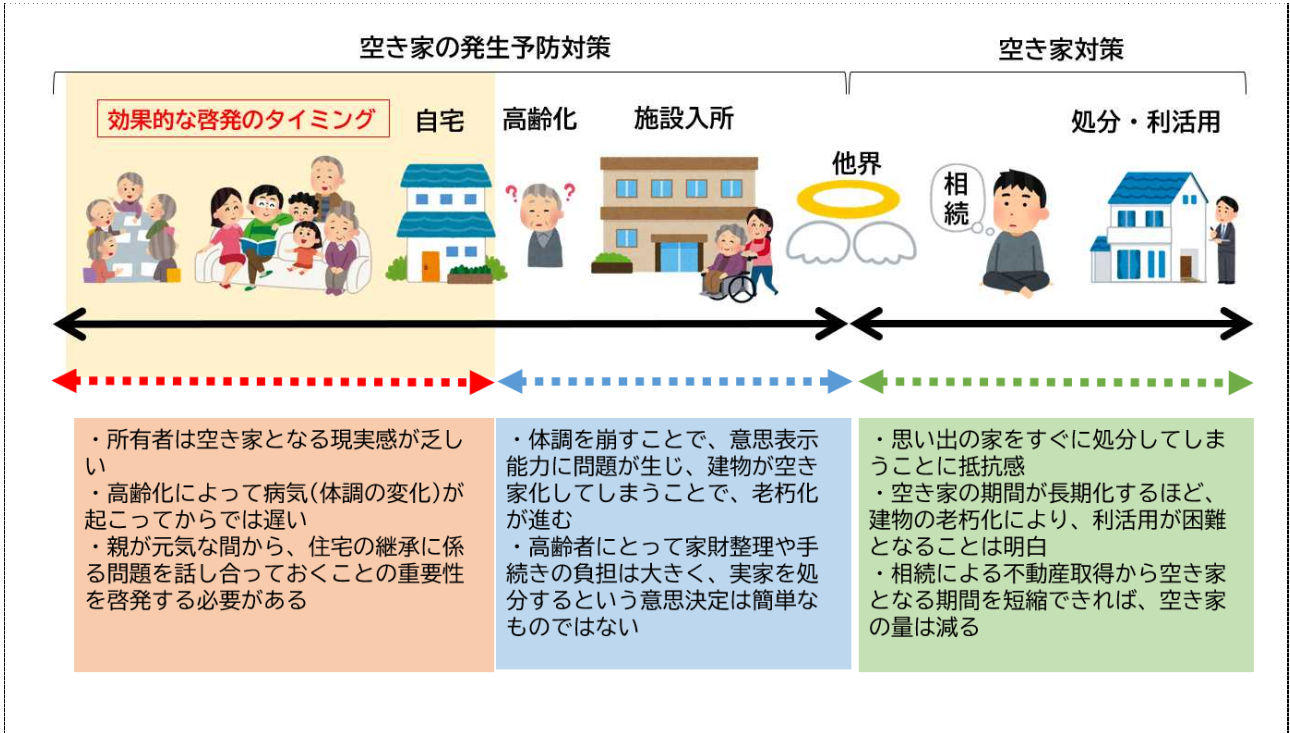 空き家の発生予防対策
空き家対策
効果的な啓発のタイミング
自宅
高齢化
施設入所
他界
相続
処分・利活用
・所有者は空き家となる現実感が乏し
い
・高齢化によって病気(体調の変化)が
起こってからでは遅い
・親が元気な間から、住宅の継承に係
る問題を話し合っておくことの重要性
を啓発する必要がある
・体調を崩すことで、意思表示
能力に問題が生じ、建物が空き
家化してしまうことで、老朽化
が進む
・高齢者にとって家財整理や手
続きの負担は大きく、実家を処
分するという意思決定は簡単な
ものではない
・思い出の家をすぐに処分してしま
うことに抵抗感
・空き家の期間が長期化するほど、
建物の老朽化により、利活用が困難
となることは明白
・相続による不動産取得から空き家
となる期間を短縮できれば、空き家
の量は減る